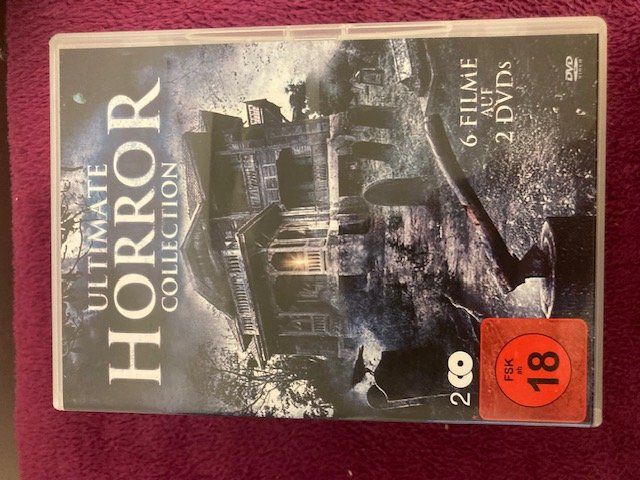 ULTIMATE
HORROR
COLLECTION
6 FILME
AUF
2 DVDs
DVD
2
FSK
ab
18